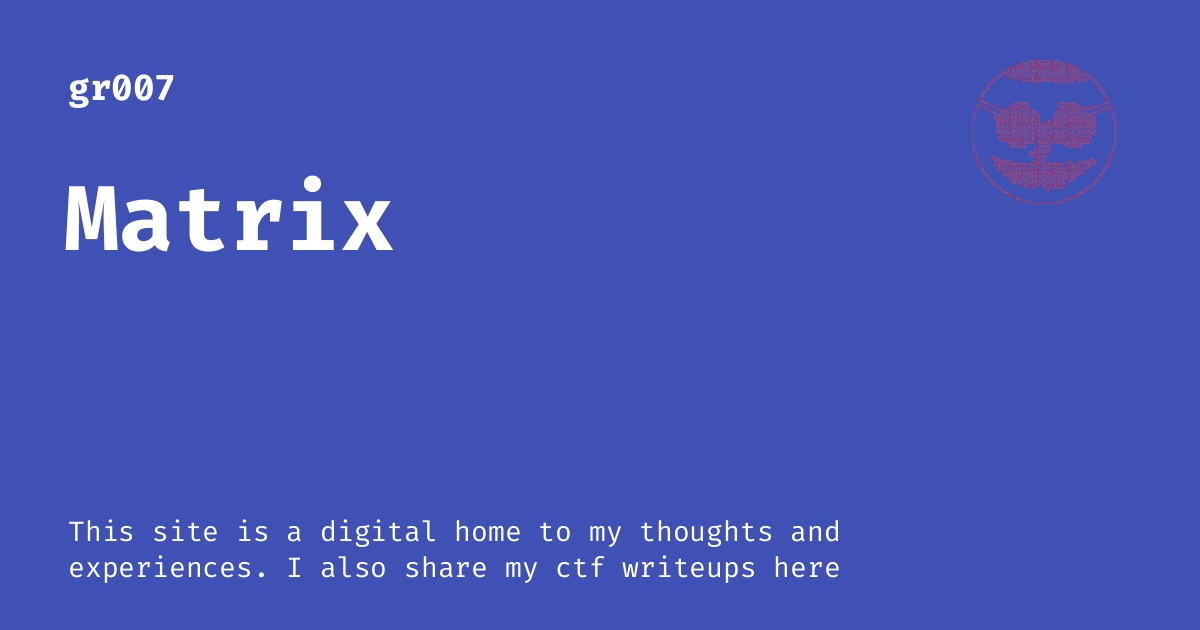 gr007
Matrix
This site is a digital home to my thoughts and
experiences. I also share my ctf writeups here